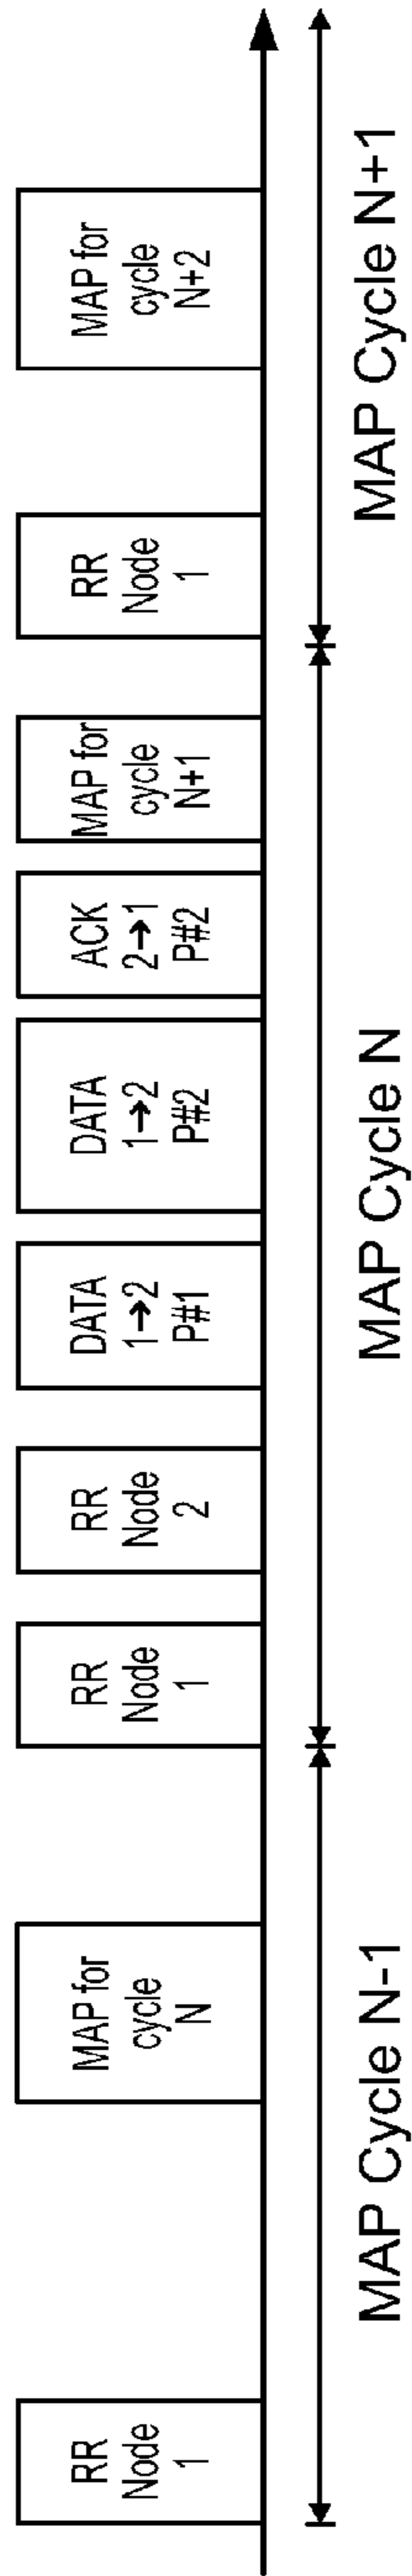 RR
Node
1
MAP for
cycle
N
RR
Node
1
RR
Node
2
DATA
1→2
P#1
DATA
1→2
P#2
ACK
2→1
P#2
MAP for
cycle
N+1
RR
Node
1
MAP for
cycle
N+2
MAP Cycle N-1
MAP Cycle N
MAP Cycle N+1